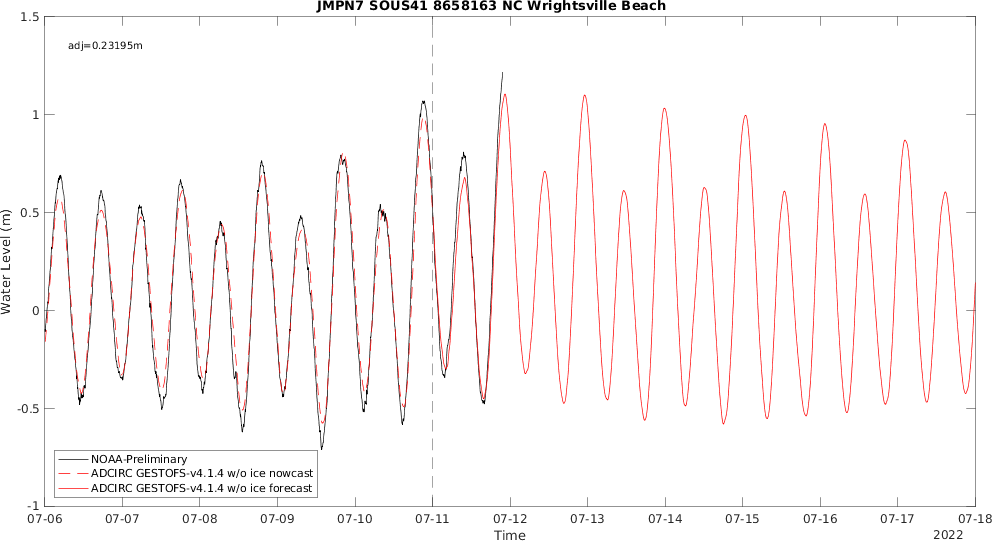 JMPN7 SOUS41 8658163 NC Wrightsville Beach
adj=0.23195m
1.5
1
0.5
0
-0.5
-1
Water Level (m)
NOAA-Preliminary
ADCIRC GESTOFS-v4.1.4 w/o ice nowcast
ADCIRC GESTOFS-v4.1.4 w/o ice forecast
07-06 07-07 07-08 07-09 07-10 07-11 07-12 07-13 07-14 07-15 07-16 07-17 07-18
Time
2022